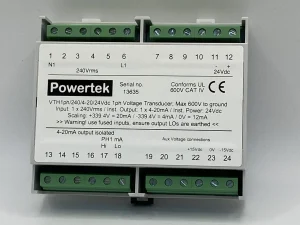 1 2 3 4 5 6 7 8 9 10 11 12
N1 L1 + -
240Vrms 24Vdc
Powertek
Serial no.
13635
Conforms UL
600V CAT IV
VTH1pn/240/4-20/24Vdc 1pn Voltage Transducer; Max 600V to ground
Input: 1 x 240Vrms / Inst. Output: 1 x 4-20mA / Inst. Power: 24Vdc
Scaling: +339.4V = 20mA / -339.4V = 4mA / 0V = 12mA
>> Warning! use fused inputs, ensure output LOs are earthed <<
4-20mA output isolated
PH1 mA
Hi Lo
Aux Voltage connections
+15Vdc 0V -15Vdc
13 14 15 16 17 18 19 20 21 22 23 24